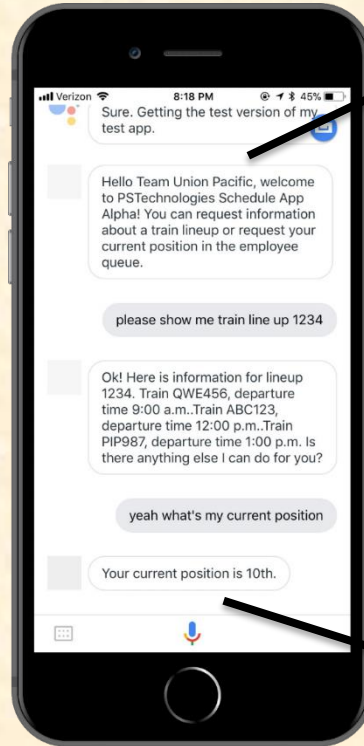 Verizon 8:18 PM 45%
Sure. Getting the test version of my
test app.
Hello Team Union Pacific, welcome
to PSTechnologies Schedule App
Alpha! You can request information
about a train lineup or request your
current position in the employee
queue.
please show me train line up 1234
Ok! Here is information for lineup
1234. Train QWE456, departure
time 9:00 a.m..Train ABC123,
departure time 12:00 p.m..Train
PIP987, departure time 1:00 p.m. Is
there anything else I can do for you?
yeah what's my current position
Your current position is 10th.